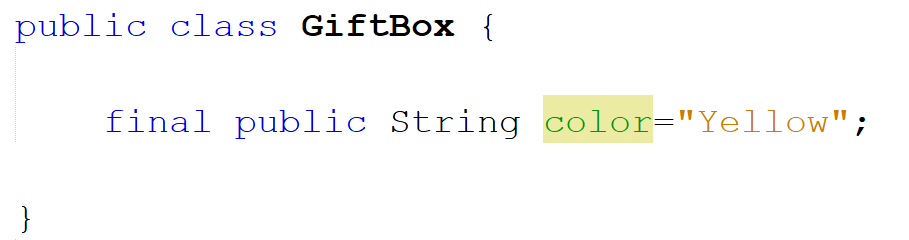 public class GiftBox {
final public String color="Yellow";
}